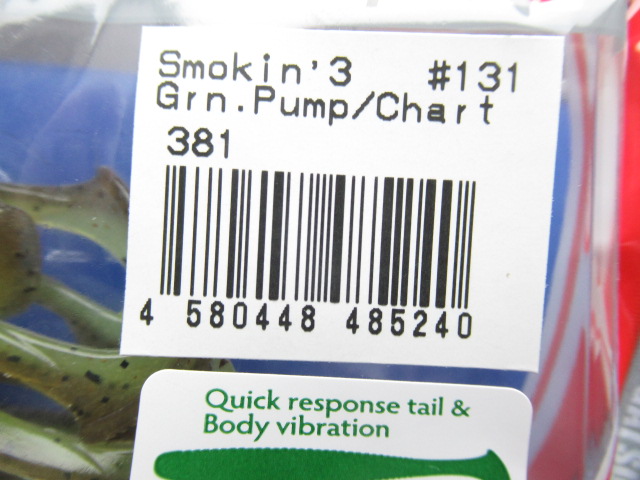 Smokin'3 #131
Grn.Pump/Chart
381
4 580448 485240
Quick response tail &
Body vibration